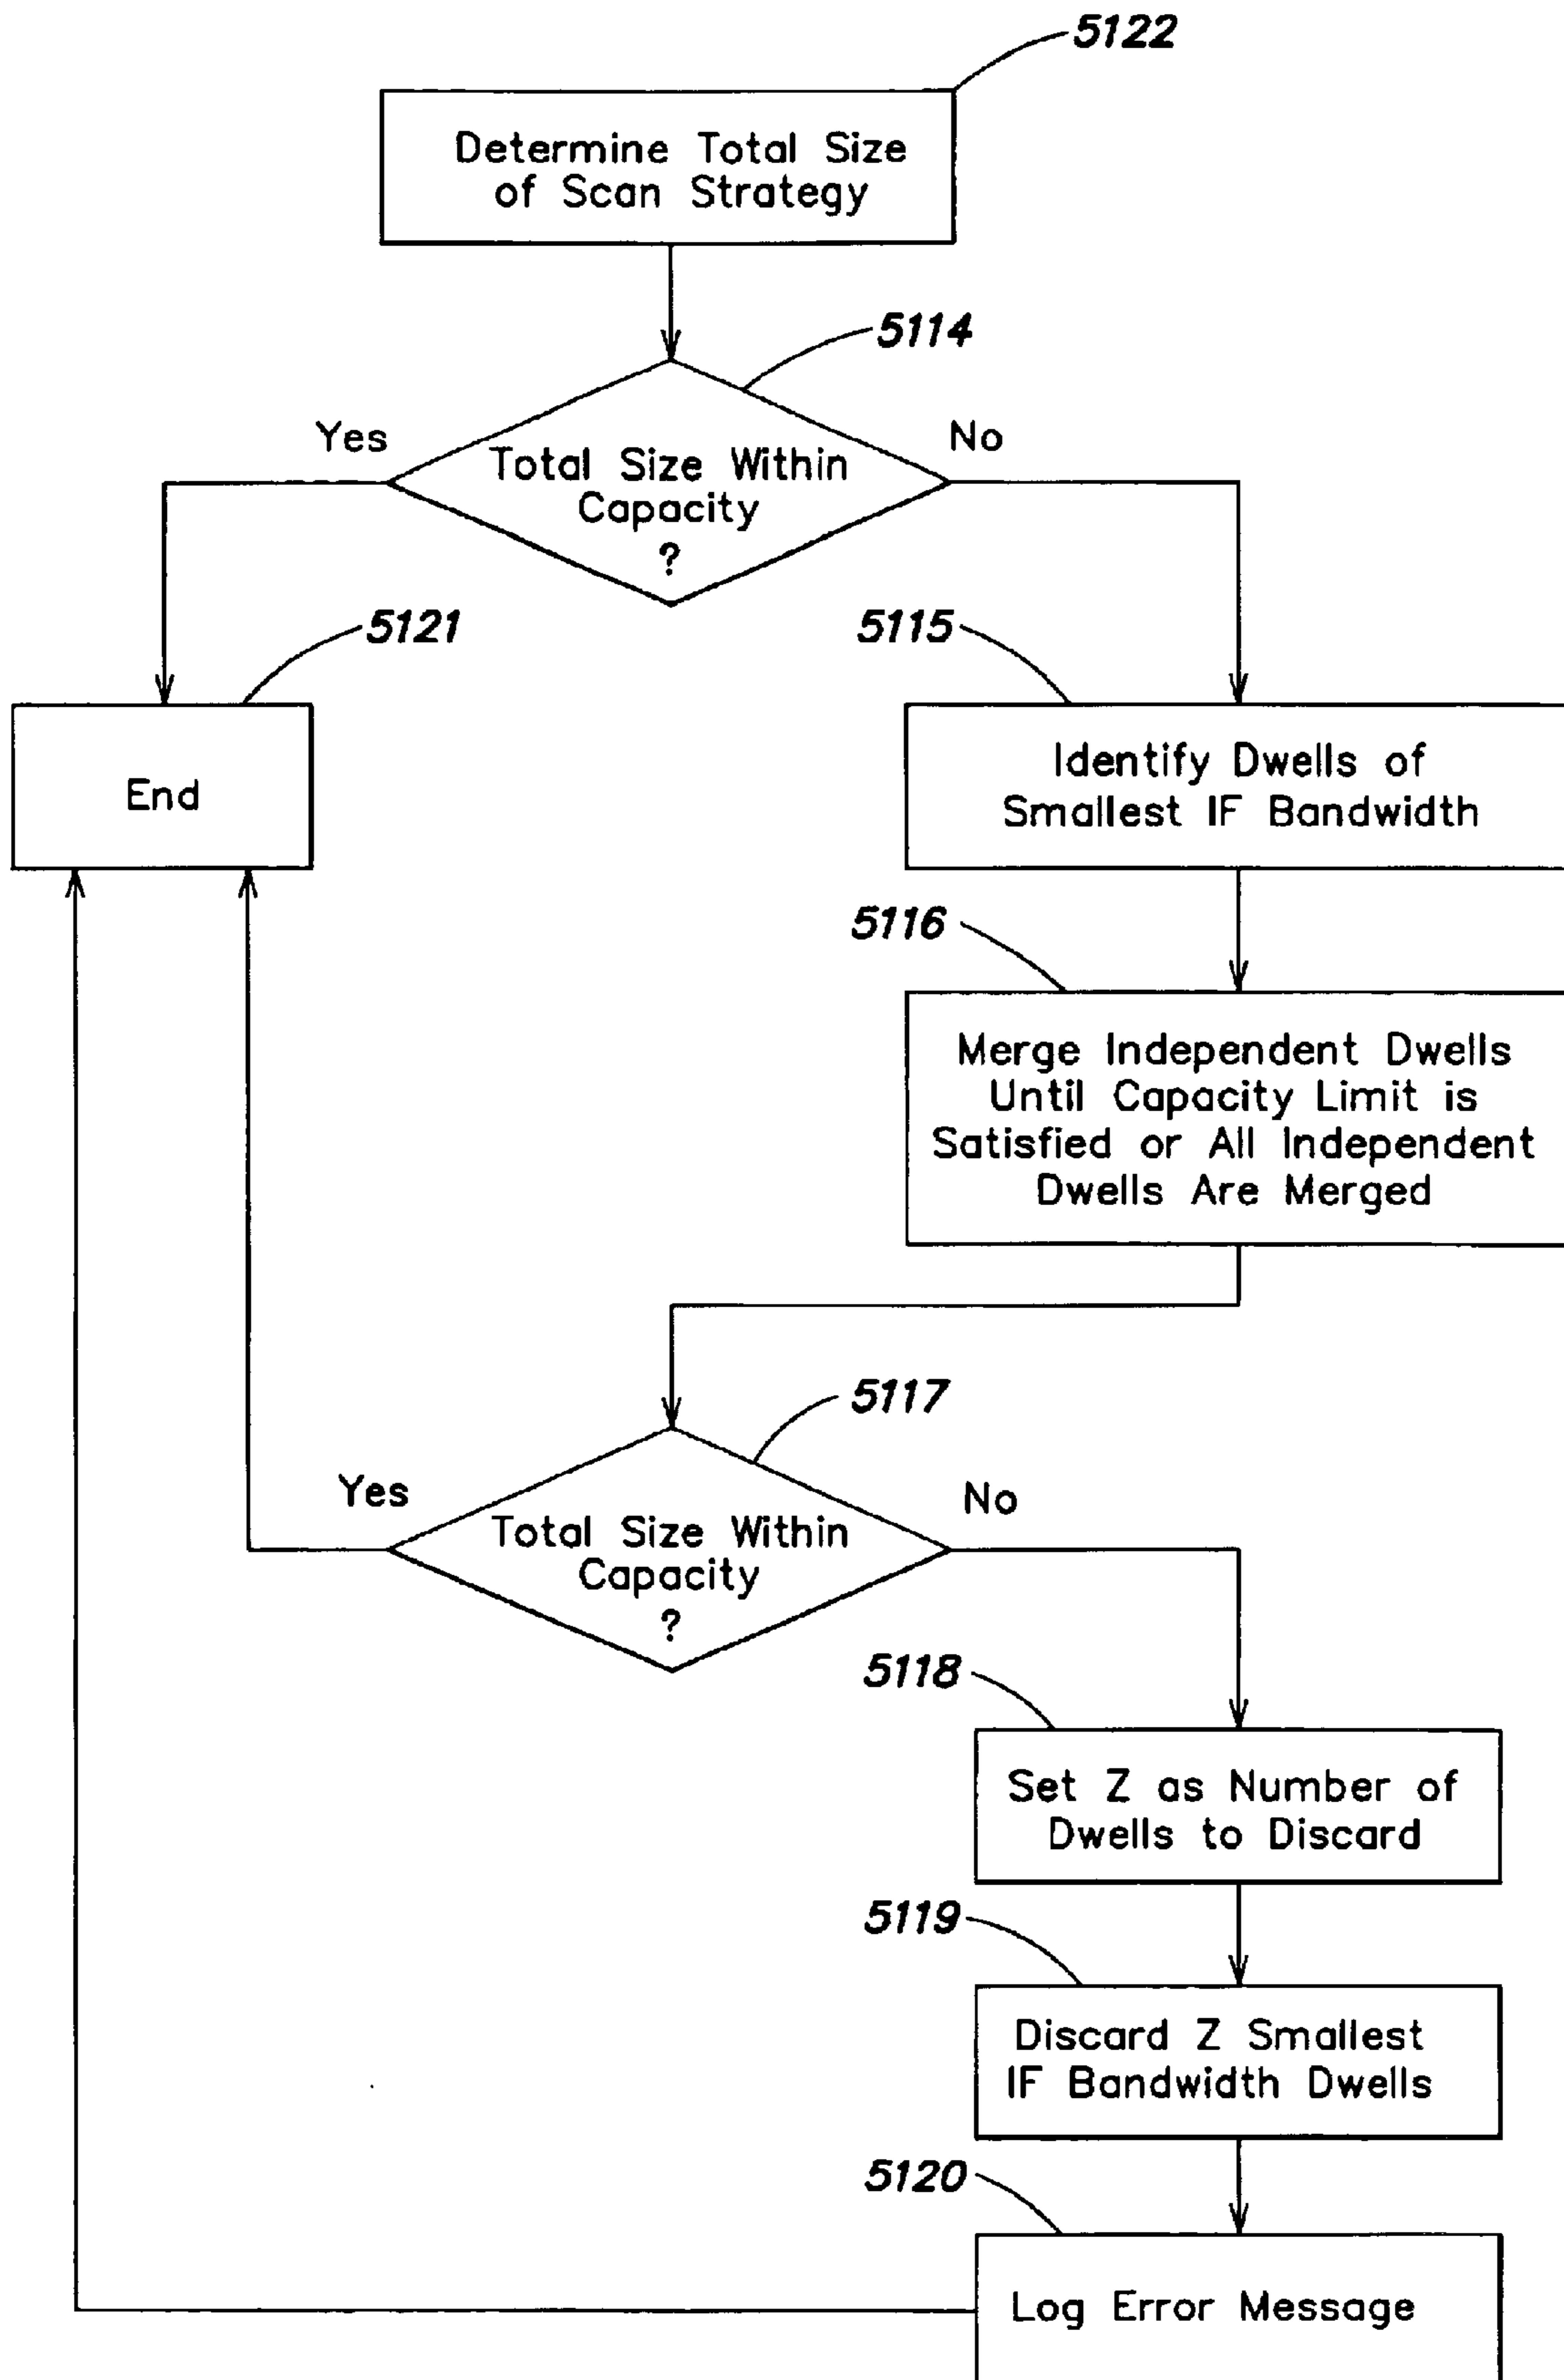 5122
Determine Total Size
of Scan Strategy
5114
Yes
No
Total Size Within
Capacity
?
5121
5115
End
Identify Dwells of
Smallest IF Bandwidth
5116
Merge Independent Dwells
Until Capacity Limit is
Satisfied or All Independent
Dwells Are Merged
5117
Yes
No
Total Size Within
Capacity
?
5118
Set Z as Number of
Dwells to Discard
5119
Discard Z Smallest
IF Bandwidth Dwells
5120
Log Error Message